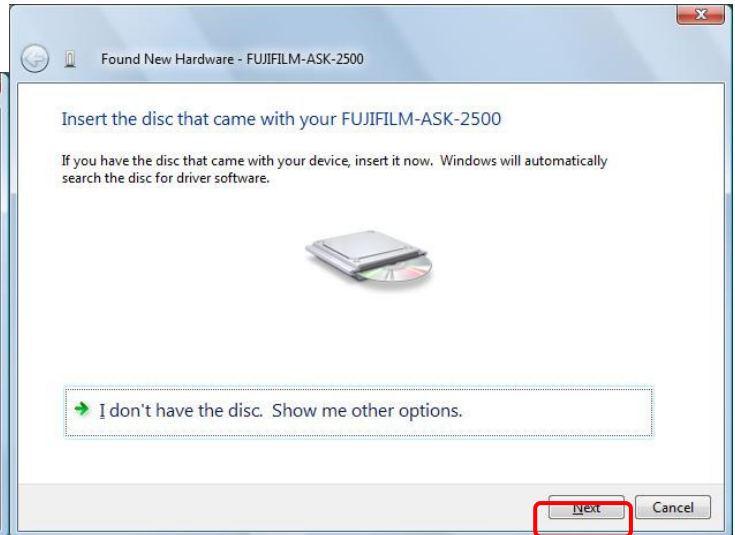 Found New Hardware - FUJIFILM-ASK-2500
Insert the disc that came with your FUJIFILM-ASK-2500
If you have the disc that came with your device, insert it now. Windows will automatically
search the disc for driver software.
I don't have the disc. Show me other options.
Next
Cancel